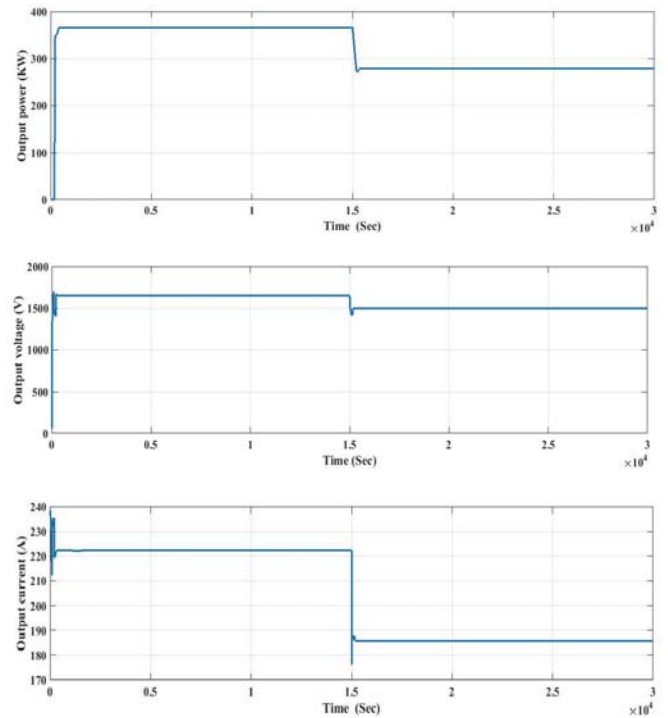 Output power (KW)
400
300
200
100
0
0 0.5 1 1.5 2 2.5 3
Time (Sec)
×10⁴
Output voltage (V)
2000
1500
1000
500
0
0 0.5 1 1.5 2 2.5 3
Time (Sec)
×10⁴
Output current (A)
240
230
220
210
200
190
180
170
0 0.5 1 1.5 2 2.5 3
Time (Sec)
×10⁴